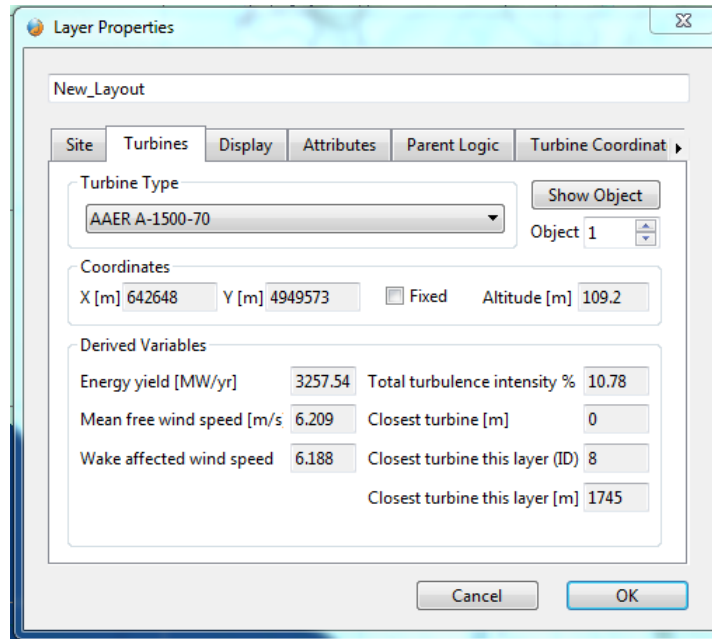 Layer Properties
New_Layout
Site Turbines Display Attributes Parent Logic Turbine Coordinat
Turbine Type
AAER A-1500-70
Show Object
Object 1
Coordinates
X [m] 642648 Y [m] 4949573 Fixed Altitude [m] 109.2
Derived Variables
Energy yield [MW/yr] 3257.54 Total turbulence intensity % 10.78
Mean free wind speed [m/s 6.209 Closest turbine [m] 0
Wake affected wind speed 6.188 Closest turbine this layer (ID) 8
Closest turbine this layer [m] 1745
Cancel OK